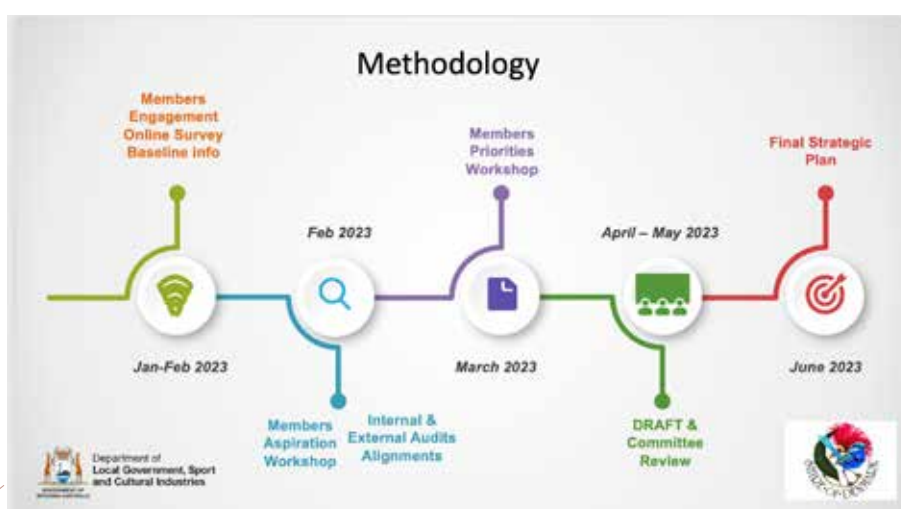 Methodology
Members
Engagement
Online Survey
Baseline info
Jan-Feb 2023
Feb 2023
Members
Aspiration
Workshop
Internal &
External Audits
Alignments
Members
Priorities
Workshop
March 2023
April – May 2023
DRAFT &
Committee
Review
Final Strategic
Plan
June 2023
Department of
Local Government, Sport
and Cultural Industries